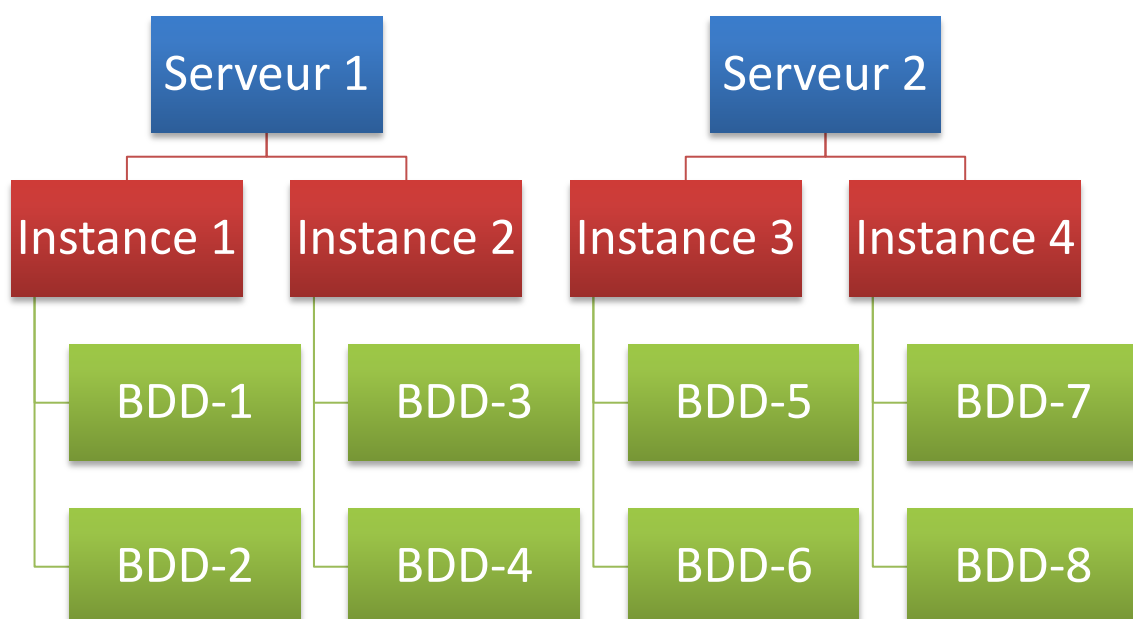 Serveur 1
Serveur 2
Instance 1
Instance 2
Instance 3
Instance 4
BDD-1
BDD-3
BDD-5
BDD-7
BDD-2
BDD-4
BDD-6
BDD-8